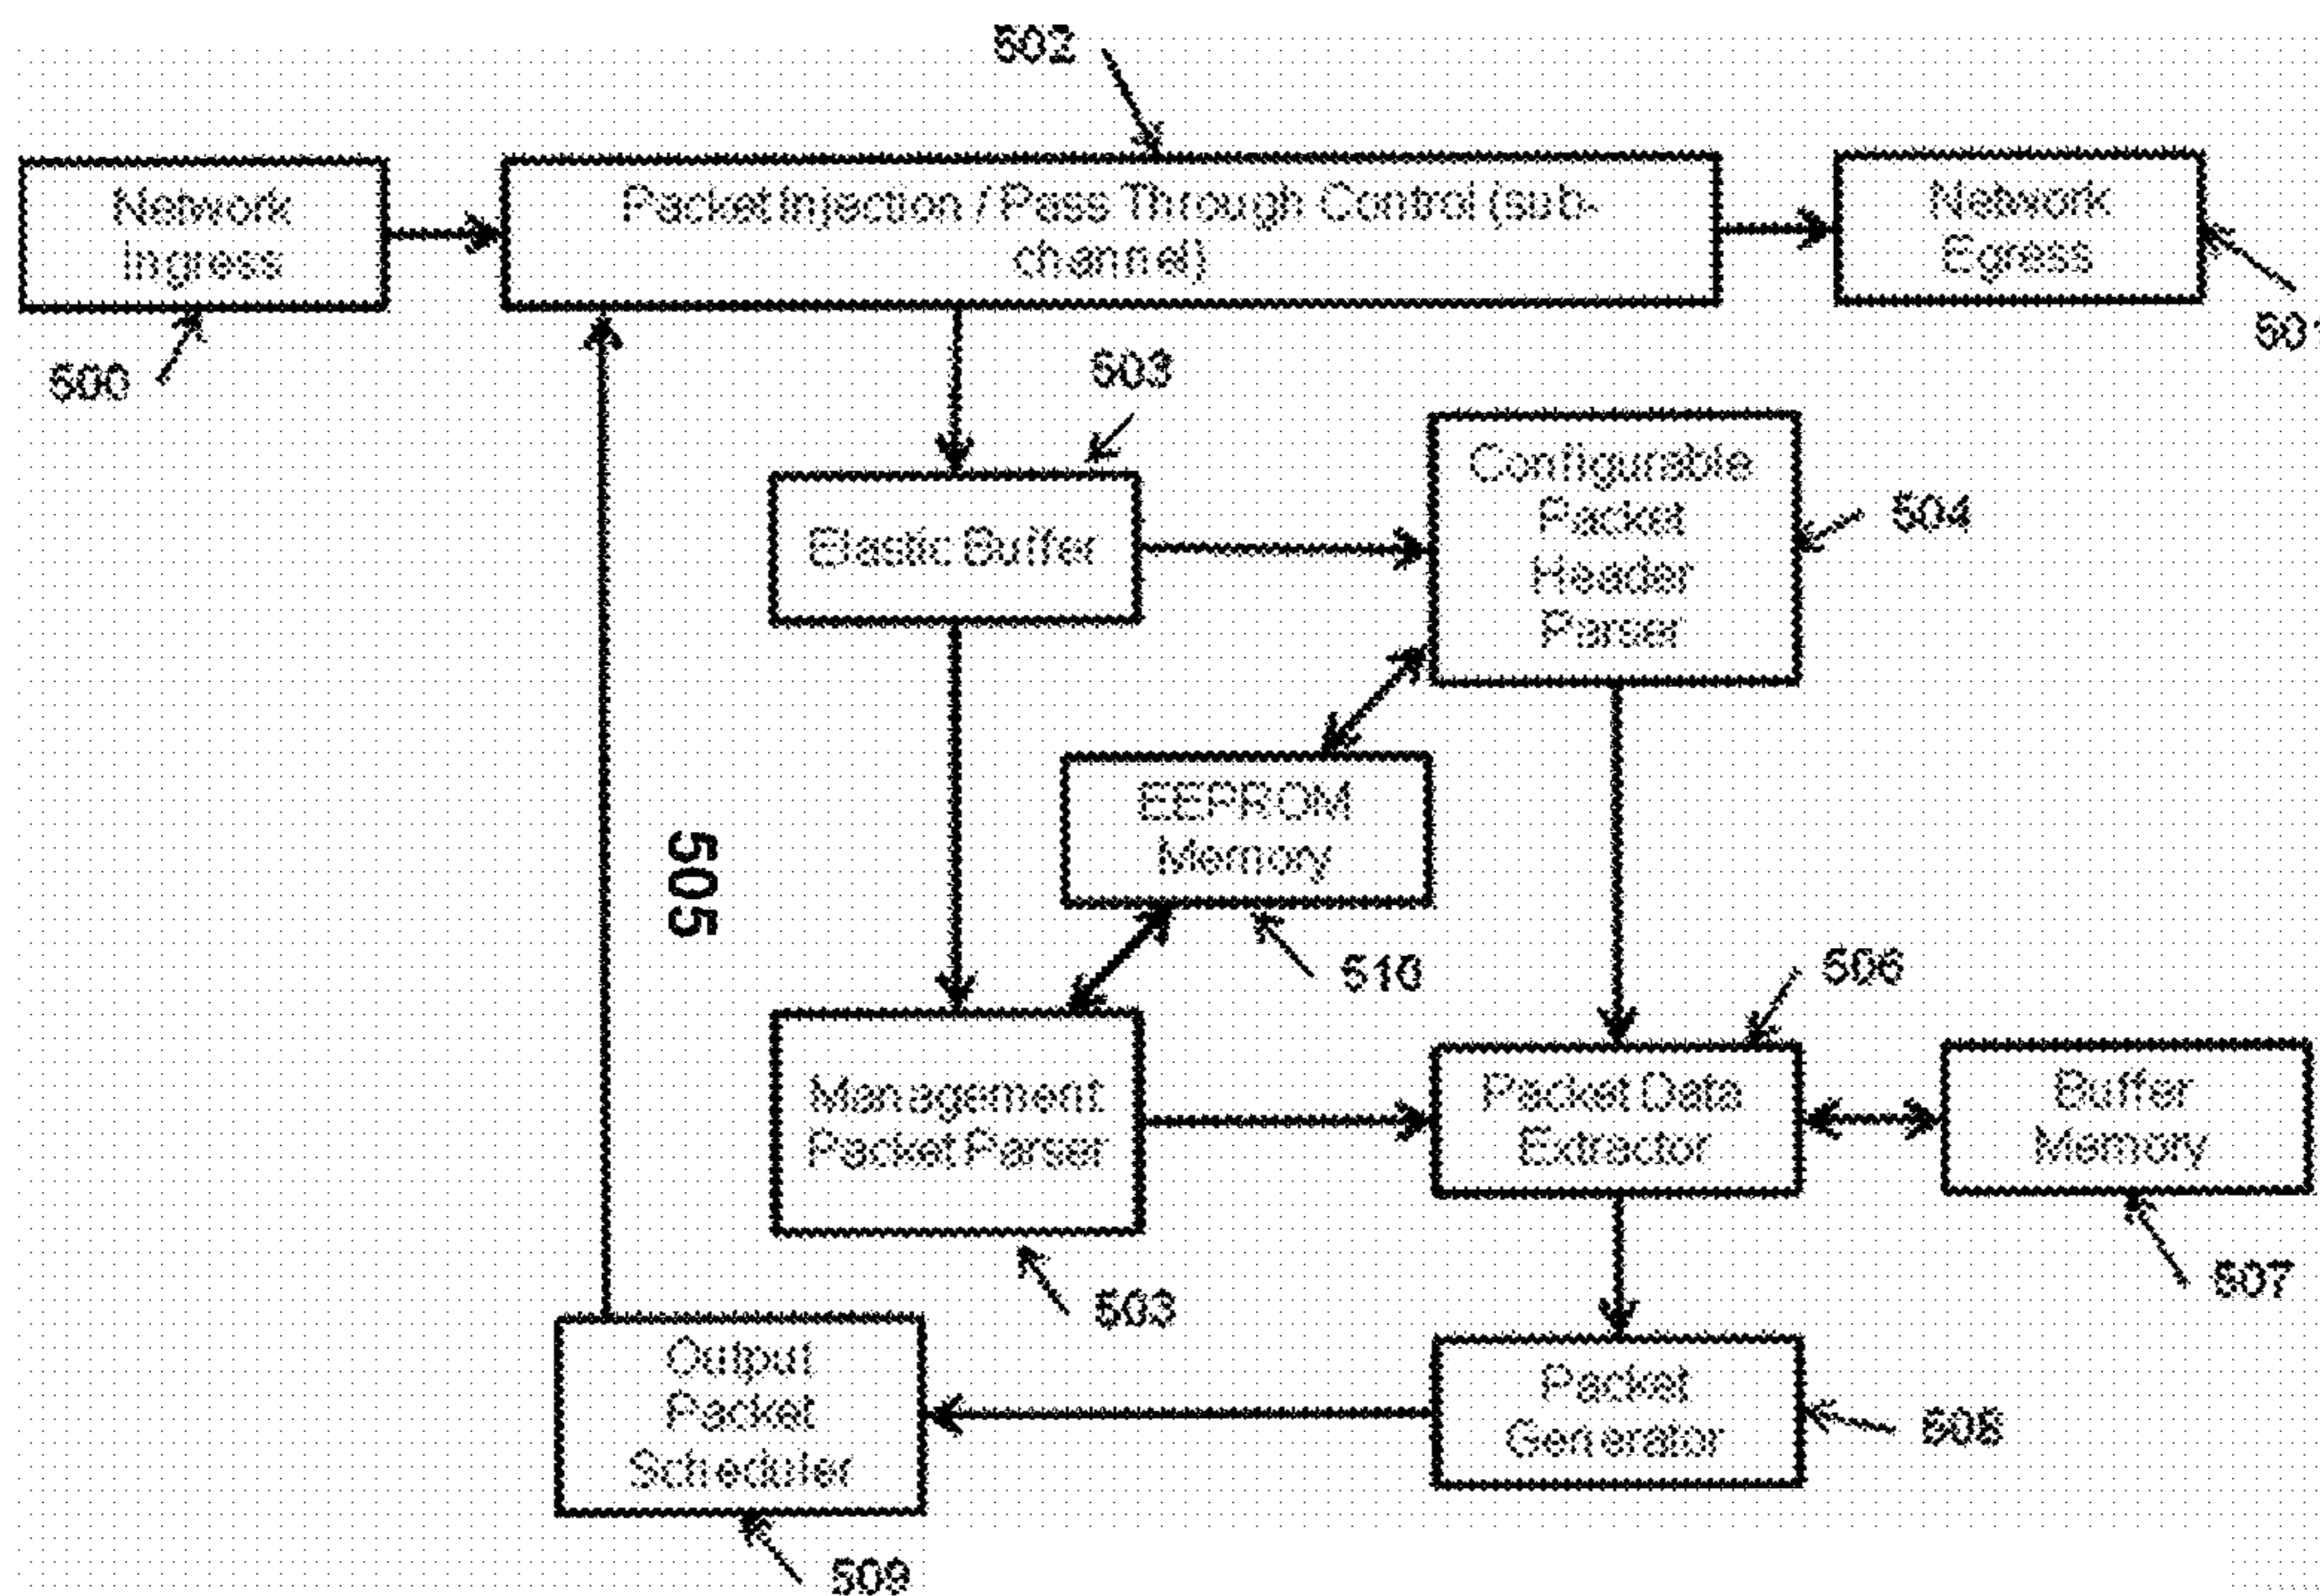 502
Network
Ingress
Packet Injection / Pass Through Control (sub-
channel)
Network
Egress
500
501
503
Configurable
Packet
Header
Parser
504
Elastic Buffer
EEPROM
Memory
505
510
506
Management
Packet Parser
Packet Data
Extractor
Buffer
Memory
503
507
Output
Packet
Scheduler
Packet
Generator
508
509